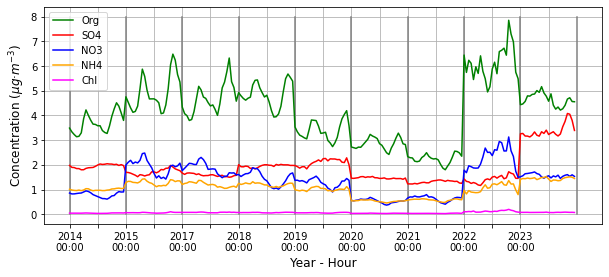 Org
SO4
NO3
NH4
Chl
8
7
6
5
4
3
2
1
0
Concentration (μg·m⁻³)
2014 2015 2017 2018 2019 2020 2021 2022 2023
00:00 00:00 00:00 00:00 00:00 00:00 00:00 00:00 00:00
Year - Hour